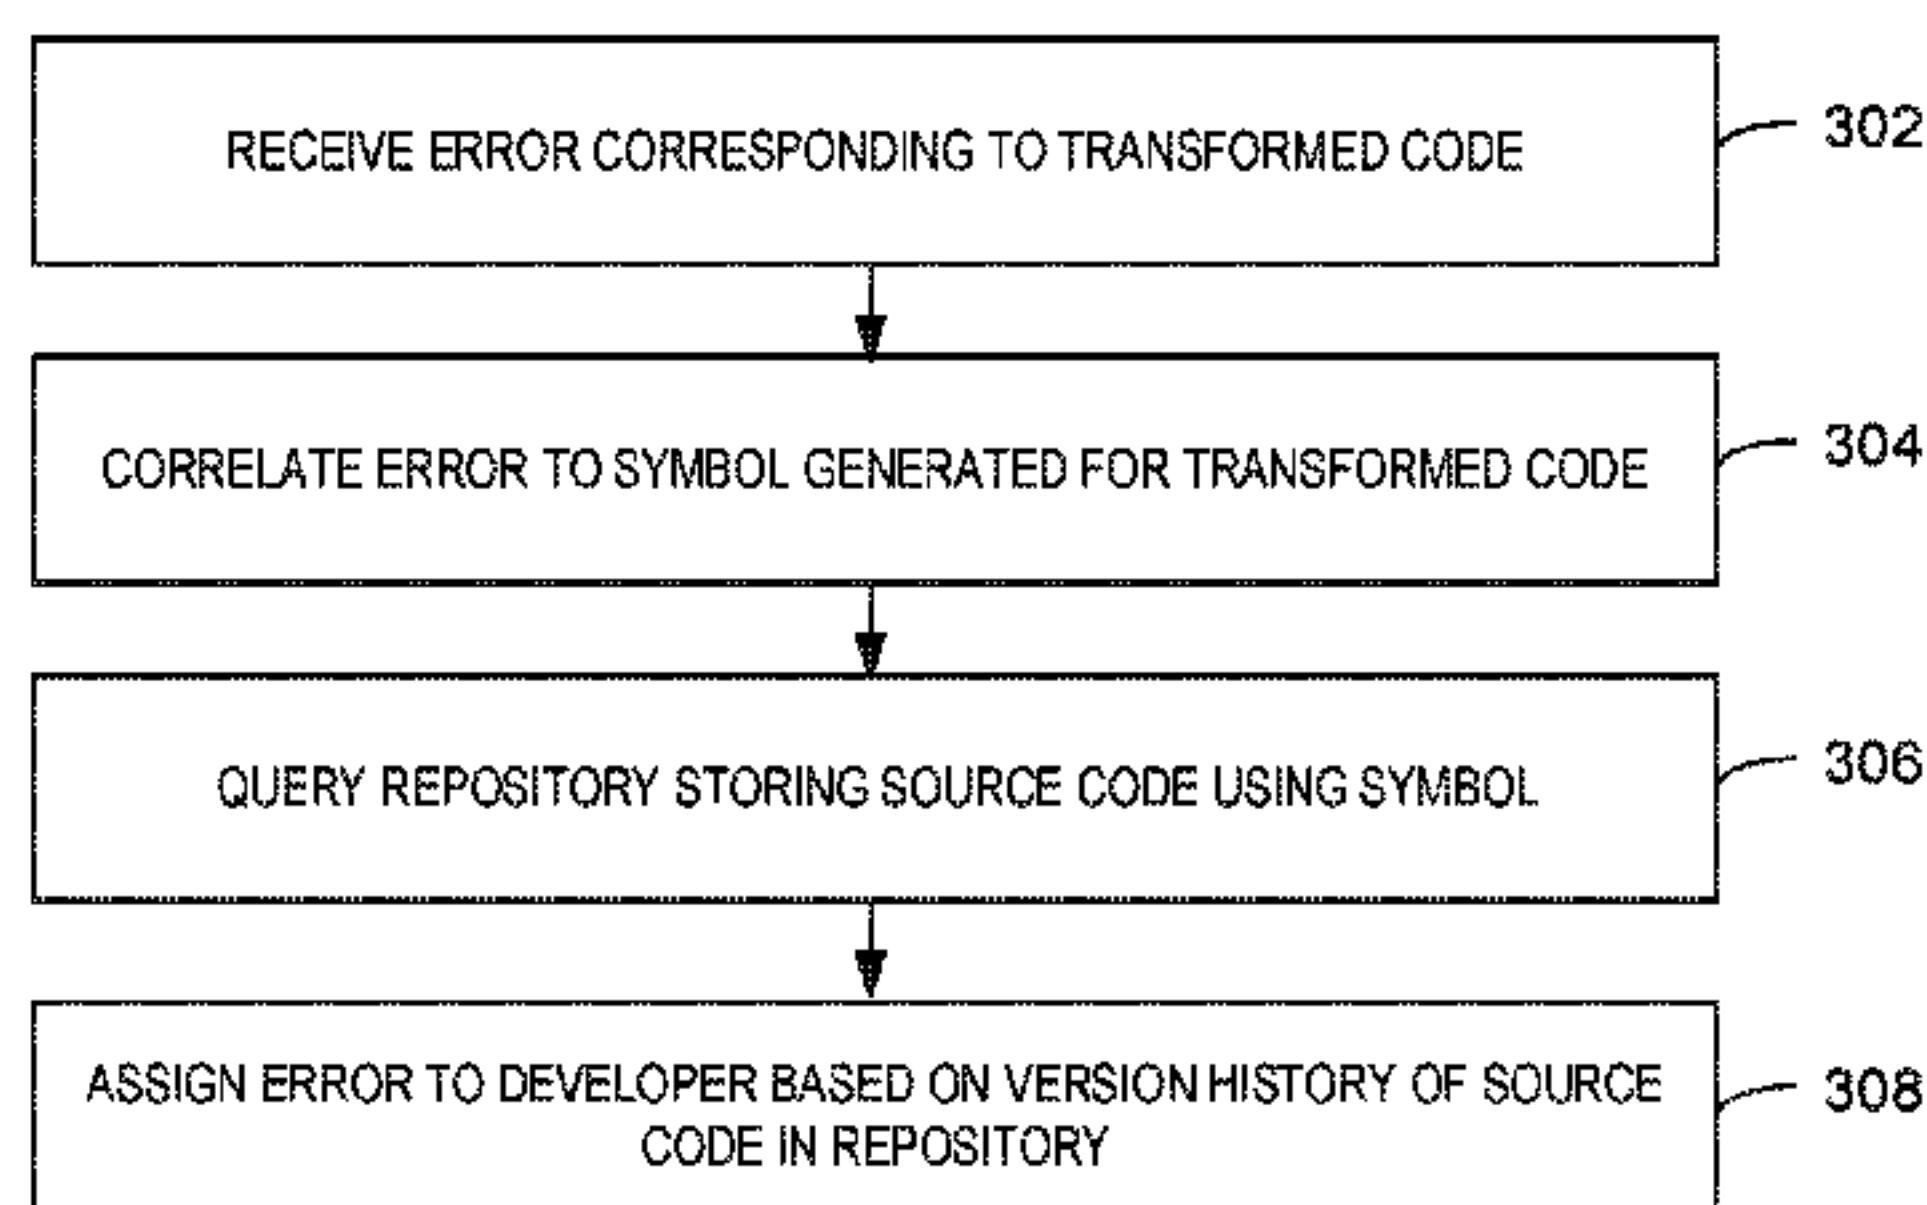 RECEIVE ERROR CORRESPONDING TO TRANSFORMED CODE
302
CORRELATE ERROR TO SYMBOL GENERATED FOR TRANSFORMED CODE
304
QUERY REPOSITORY STORING SOURCE CODE USING SYMBOL
306
ASSIGN ERROR TO DEVELOPER BASED ON VERSION HISTORY OF SOURCE
CODE IN REPOSITORY
308